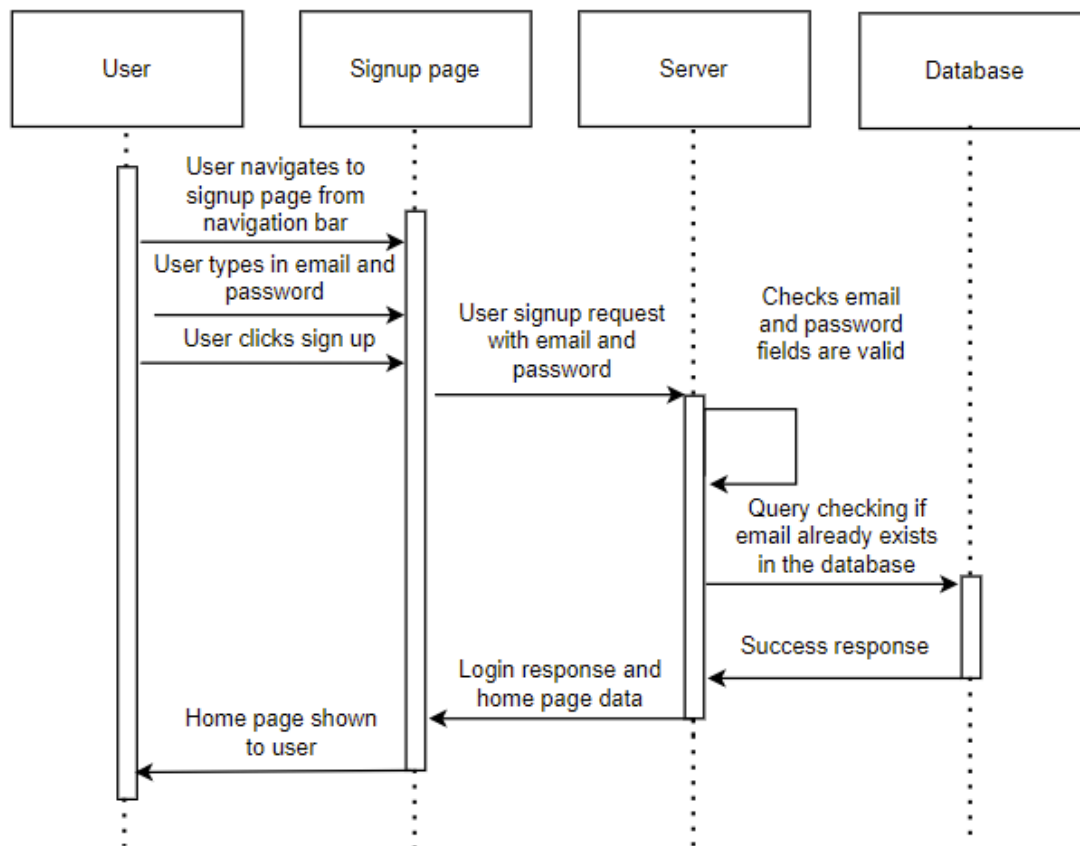 User
Signup page
Server
Database
User navigates to
signup page from
navigation bar
User types in email and
password
User clicks sign up
User signup request
with email and
password
Checks email
and password
fields are valid
Query checking if
email already exists
in the database
Success response
Login response and
home page data
Home page shown
to user